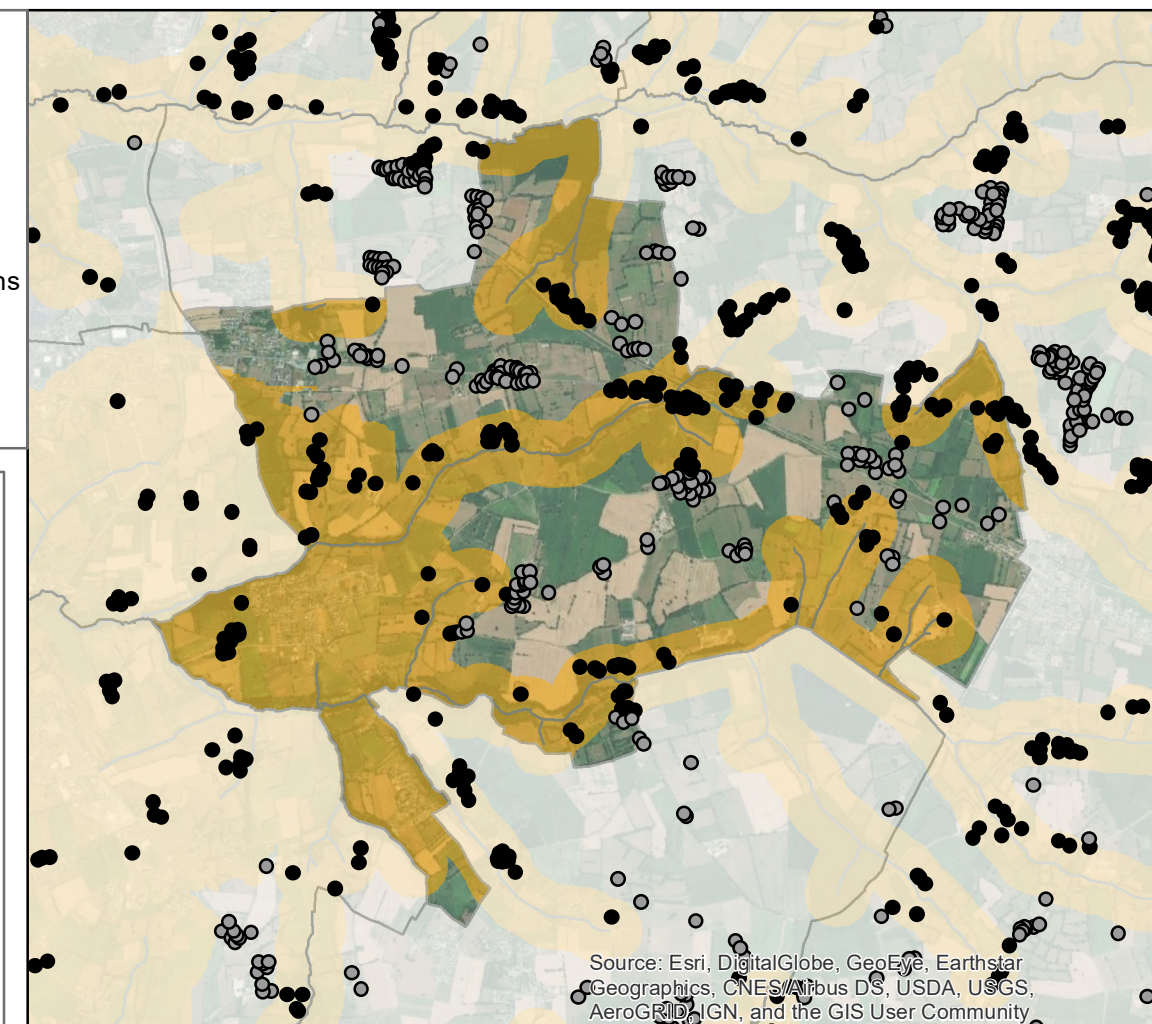 ns
Source: Esri, DigitalGlobe, GeoEye, Earthstar
Geographics, CNES/Airbus DS, USDA, USGS,
AeroGRID, IGN, and the GIS User Community